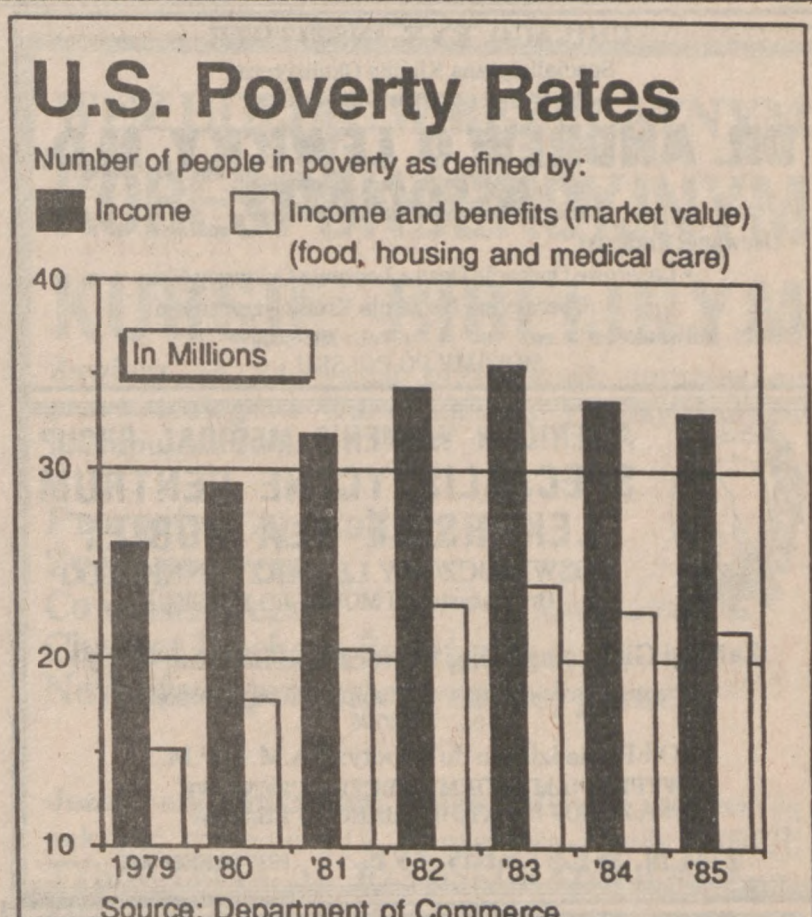 U.S. Poverty Rates
Number of people in poverty as defined by:
Income
Income and benefits (market value)
(food, housing and medical care)
40
In Millions
30
20
10
1979 '80 '81 '82 '83 '84 '85
Source: Department of Commerce